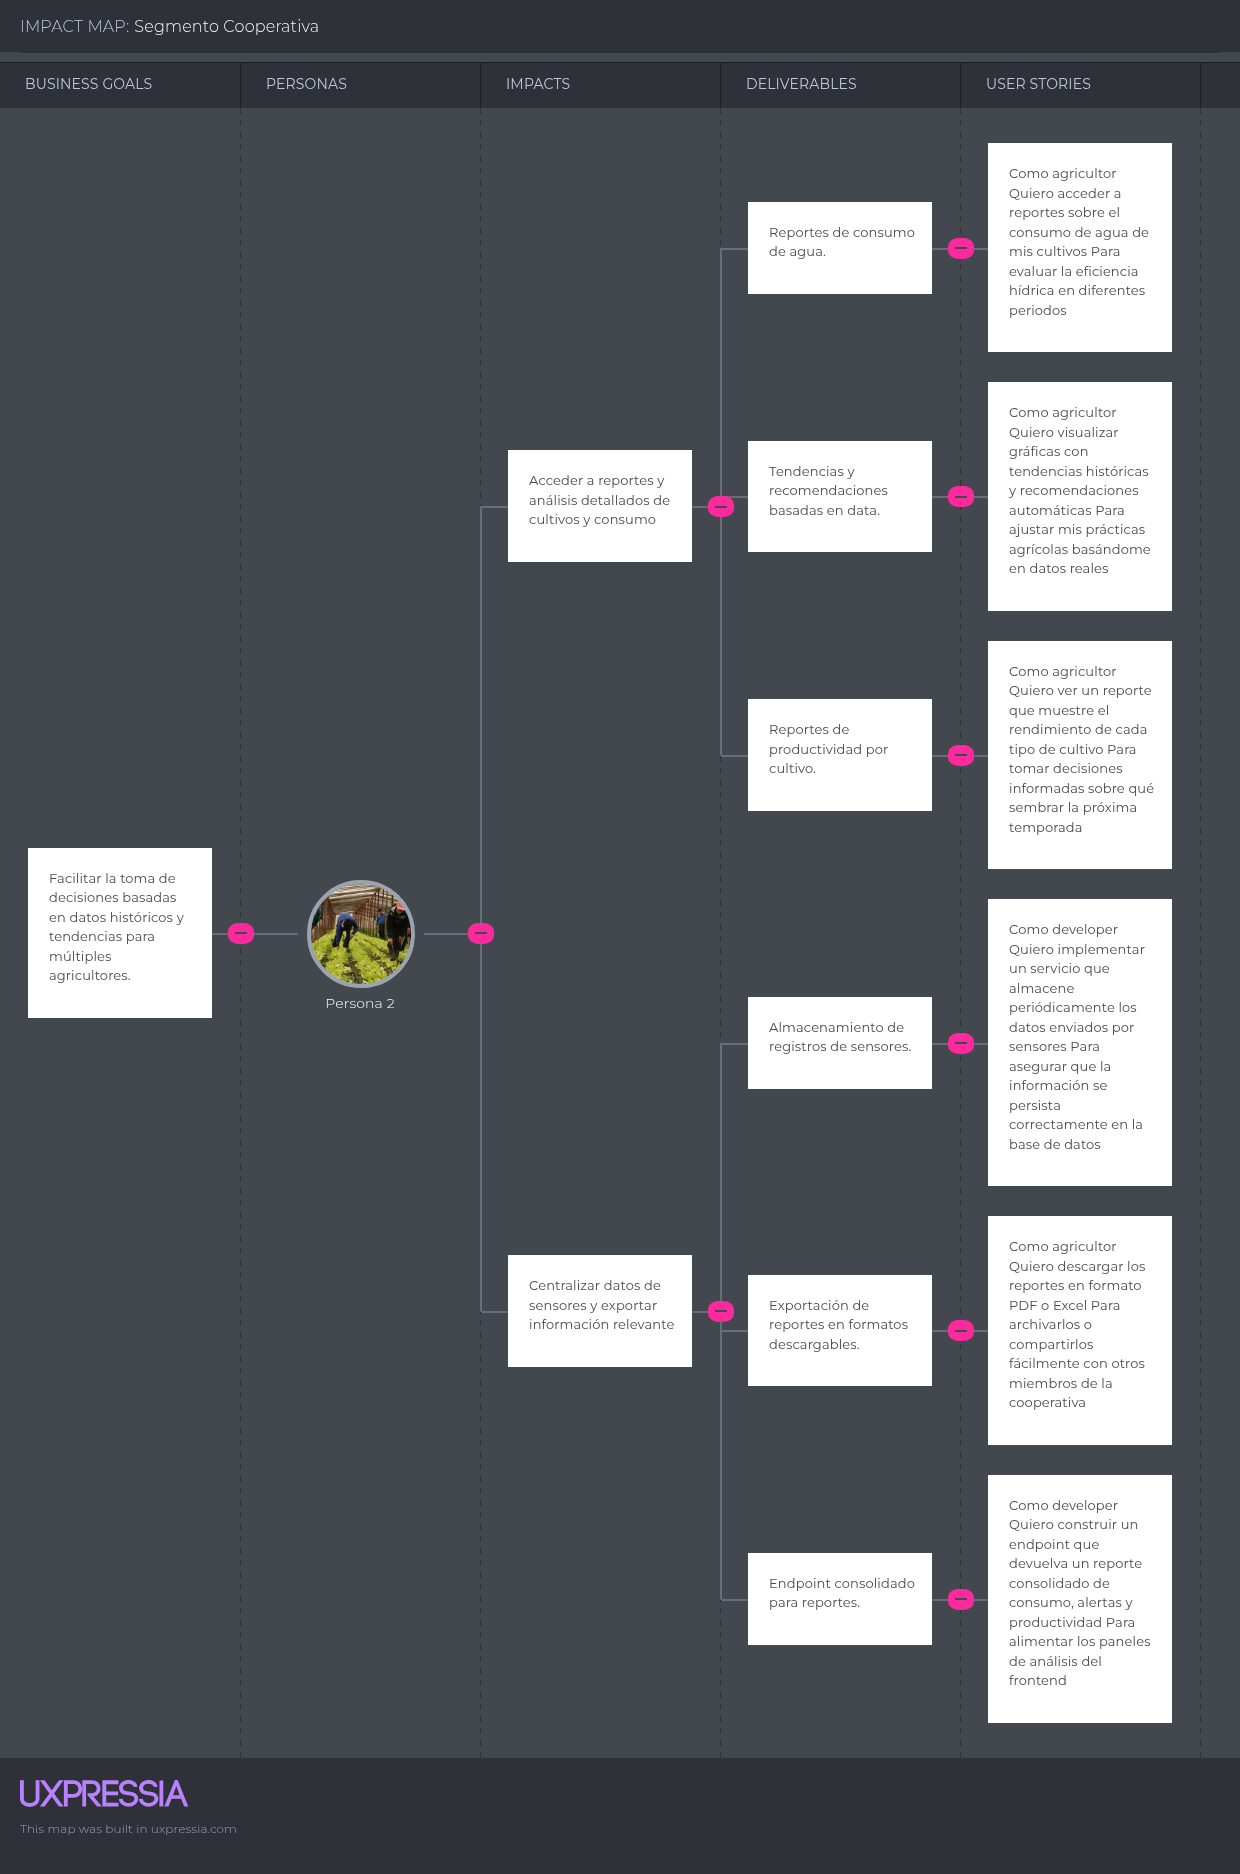 IMPACT MAP: Segmento Cooperativa
BUSINESS GOALS
PERSONAS
IMPACTS
DELIVERABLES
USER STORIES
Facilitar la toma de
decisiones basadas
en datos históricos y
tendencias para
múltiples
agricultores.
Persona 2
Acceder a reportes y
análisis detallados de
cultivos y consumo
Reportes de consumo
de agua.
Como agricultor
Quiero acceder a
reportes sobre el
consumo de agua de
mis cultivos Para
evaluar la eficiencia
hídrica en diferentes
periodos
Tendencias y
recomendaciones
basadas en data.
Como agricultor
Quiero visualizar
gráficas con
tendencias históricas
y recomendaciones
automáticas Para
ajustar mis prácticas
agrícolas basándome
en datos reales
Reportes de
productividad por
cultivo.
Como agricultor
Quiero ver un reporte
que muestre el
rendimiento de cada
tipo de cultivo Para
tomar decisiones
informadas sobre qué
sembrar la próxima
temporada
Centralizar datos de
sensores y exportar
información relevante
Almacenamiento de
registros de sensores.
Como developer
Quiero implementar
un servicio que
almacene
periódicamente los
datos enviados por
sensores Para
asegurar que la
información se
persista
correctamente en la
base de datos
Exportación de
reportes en formatos
descargables.
Como agricultor
Quiero descargar los
reportes en formato
PDF o Excel Para
archivarlos o
compartirlos
fácilmente con otros
miembros de la
cooperativa
Endpoint consolidado
para reportes.
Como developer
Quiero construir un
endpoint que
devuelva un reporte
consolidado de
consumo, alertas y
productividad Para
alimentar los paneles
de análisis del
frontend
UXPRESSIA
This map was built in uxpressia.com